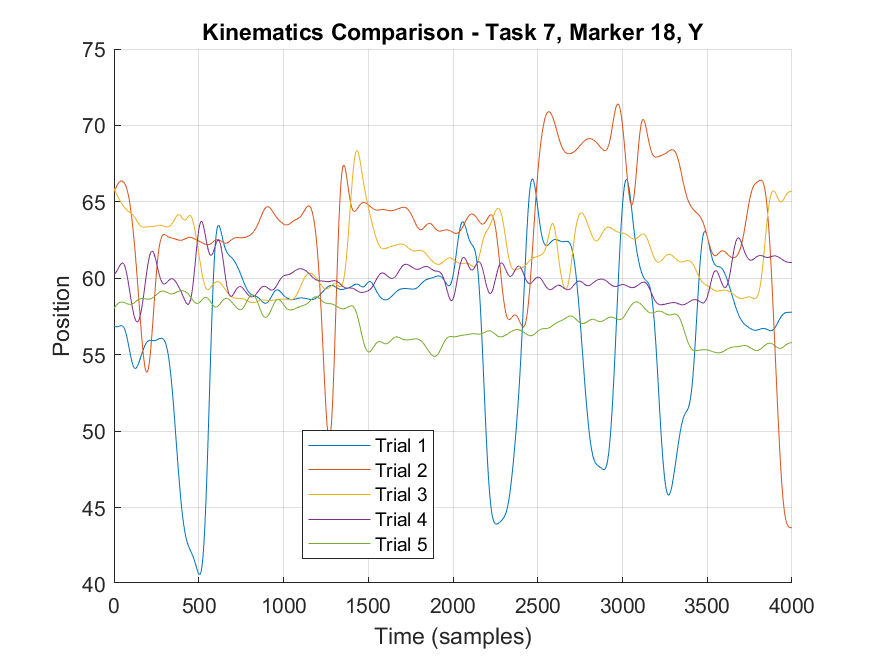 Kinematics Comparison - Task 7, Marker 18, Y
75
70
65
60
55
50
45
40
Position
Trial 1
Trial 2
Trial 3
Trial 4
Trial 5
0 500 1000 1500 2000 2500 3000 3500 4000
Time (samples)